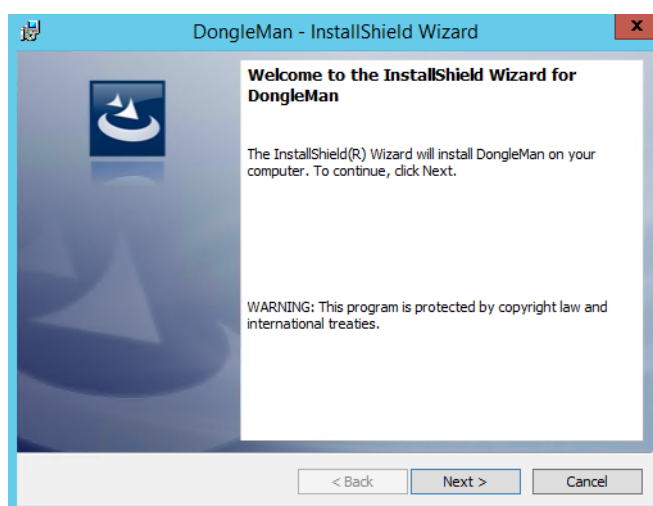 DongleMan - InstallShield Wizard
x
Welcome to the InstallShield Wizard for
DongleMan
The InstallShield(R) Wizard will install DongleMan on your
computer. To continue, click Next.
WARNING: This program is protected by copyright law and
international treaties.
< Back
Next >
Cancel